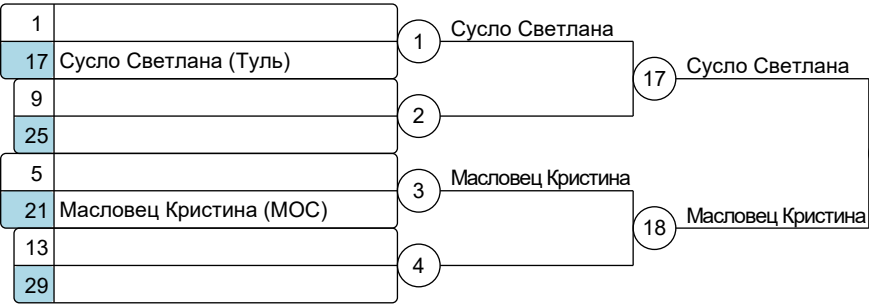 1
17 Сусло Светлана (Туль)
1 Сусло Светлана
9
25
2
17 Сусло Светлана
5
21 Масловец Кристина (МОС)
3 Масловец Кристина
13
29
4
18 Масловец Кристина